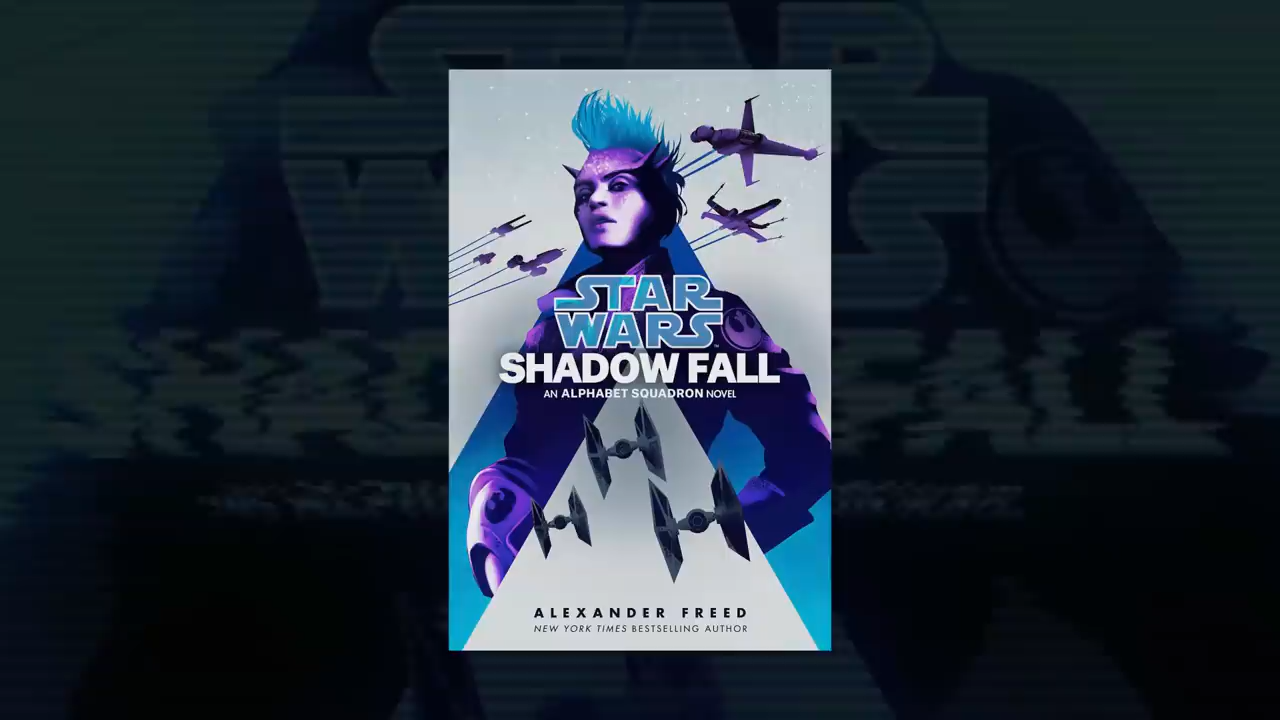 STAR
WARS
SHADOW FALL
AN ALPHABET SQUADRON NOVEL
ALEXANDER FREED
NEW YORK TIMES BESTSELLING AUTHOR